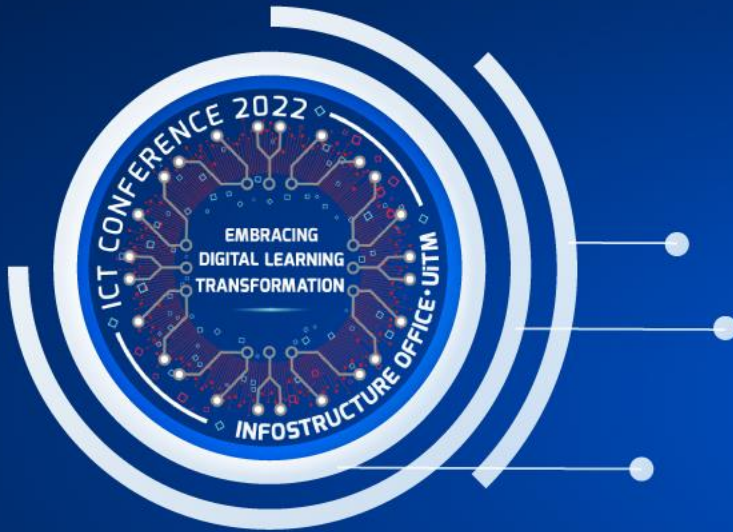 ICT CONFERENCE 2022
EMBRACING
DIGITAL LEARNING
TRANSFORMATION
INFOSTRUCTURE OFFICE • UiTM